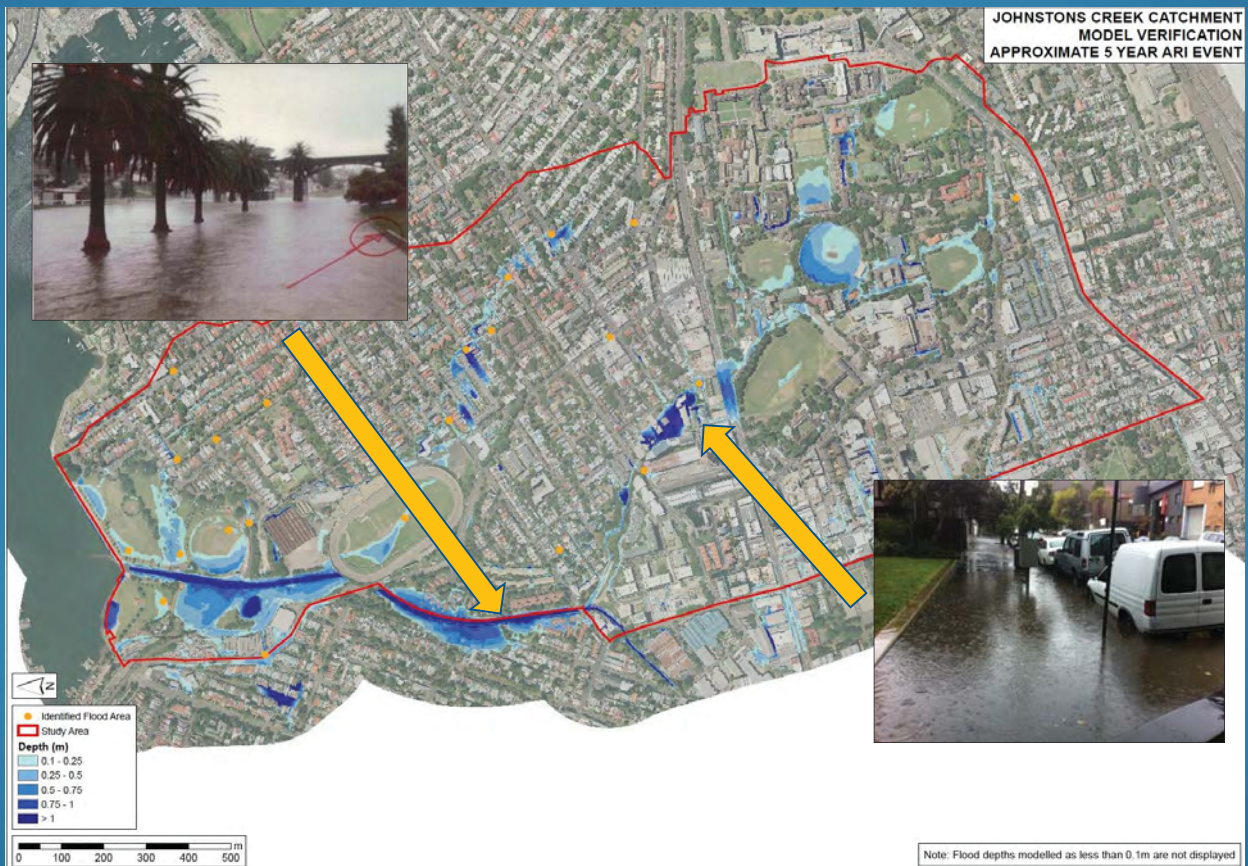 JOHNSTONS CREEK CATCHMENT
MODEL VERIFICATION
APPROXIMATE 5 YEAR ARI EVENT
N
Identified Flood Area
Study Area
Depth (m)
0.1 - 0.25
0.25 - 0.5
0.5 - 0.75
0.75 - 1
> 1
m
0 100 200 300 400 500
Note: Flood depths modelled as less than 0.1m are not displayed